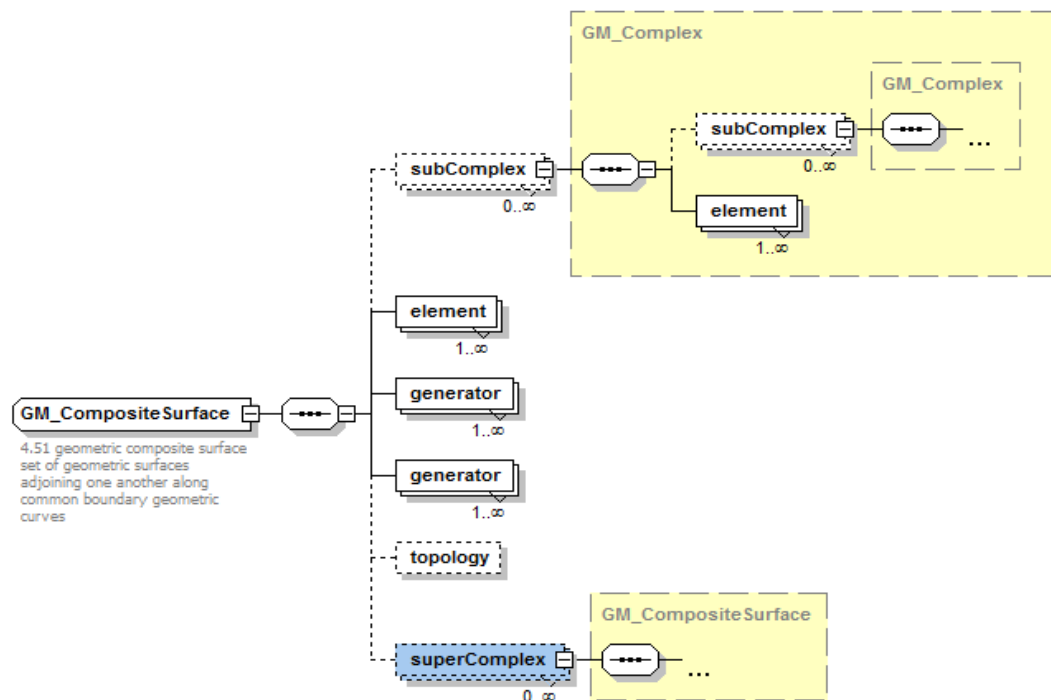 GM_Complex
GM_Complex
subComplex
...
0..∞
subComplex
0..∞
element
1..∞
element
1..∞
generator
1..∞
GM_CompositeSurface
4.51 geometric composite surface
set of geometric surfaces
adjoining one another along
common boundary geometric
curves
generator
1..∞
topology
GM_CompositeSurface
superComplex
...
0..∞